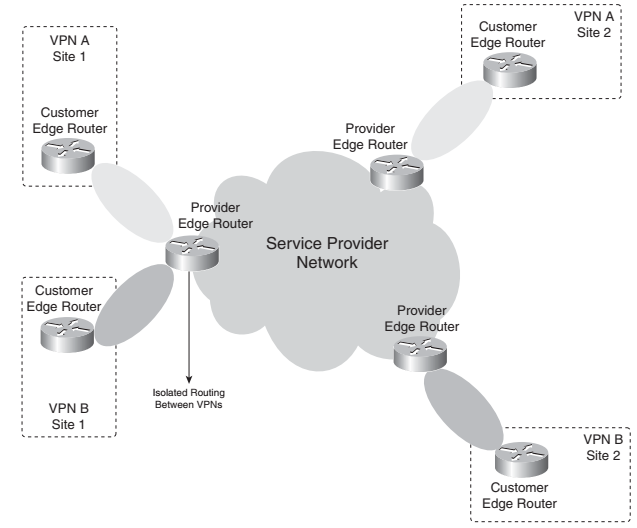 VPN A
Site 1
Customer
Edge Router
Customer
Edge Router
VPN A
Site 2
Provider
Edge Router
Provider
Edge Router
Service Provider
Network
Customer
Edge Router
VPN B
Site 1
Isolated Routing
Between VPNs
Provider
Edge Router
VPN B
Site 2
Customer
Edge Router